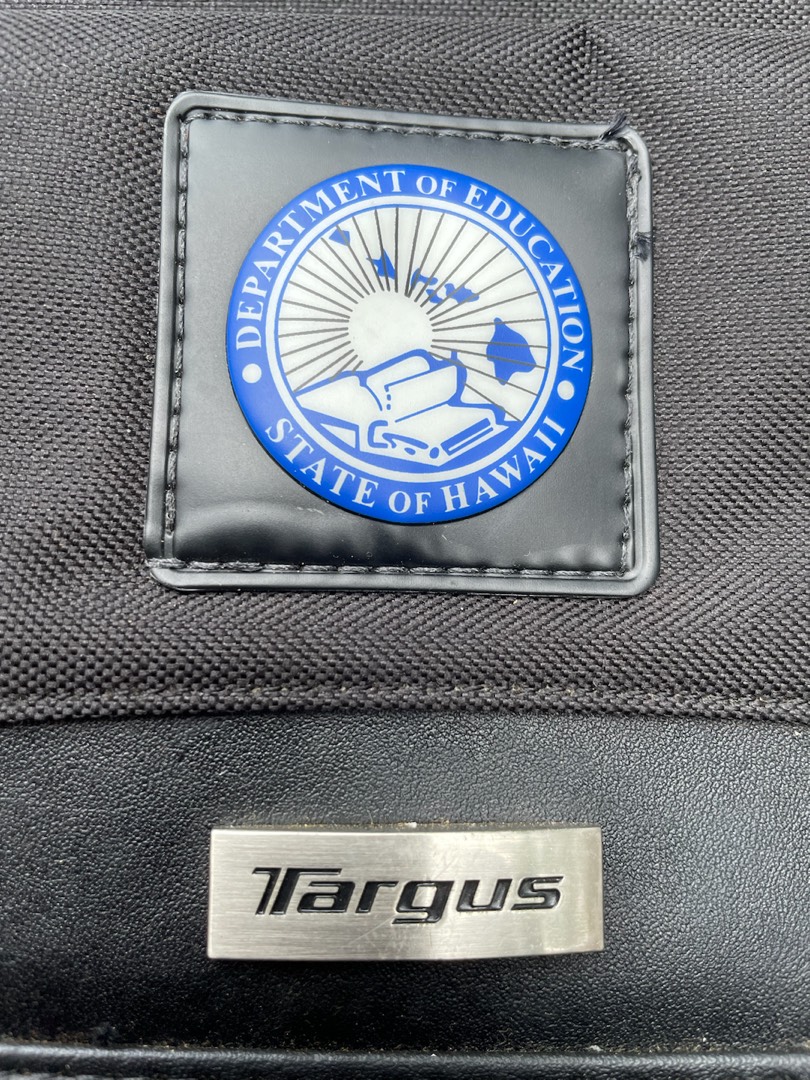 DEPARTMENT OF EDUCATION
STATE OF HAWAII
Targus